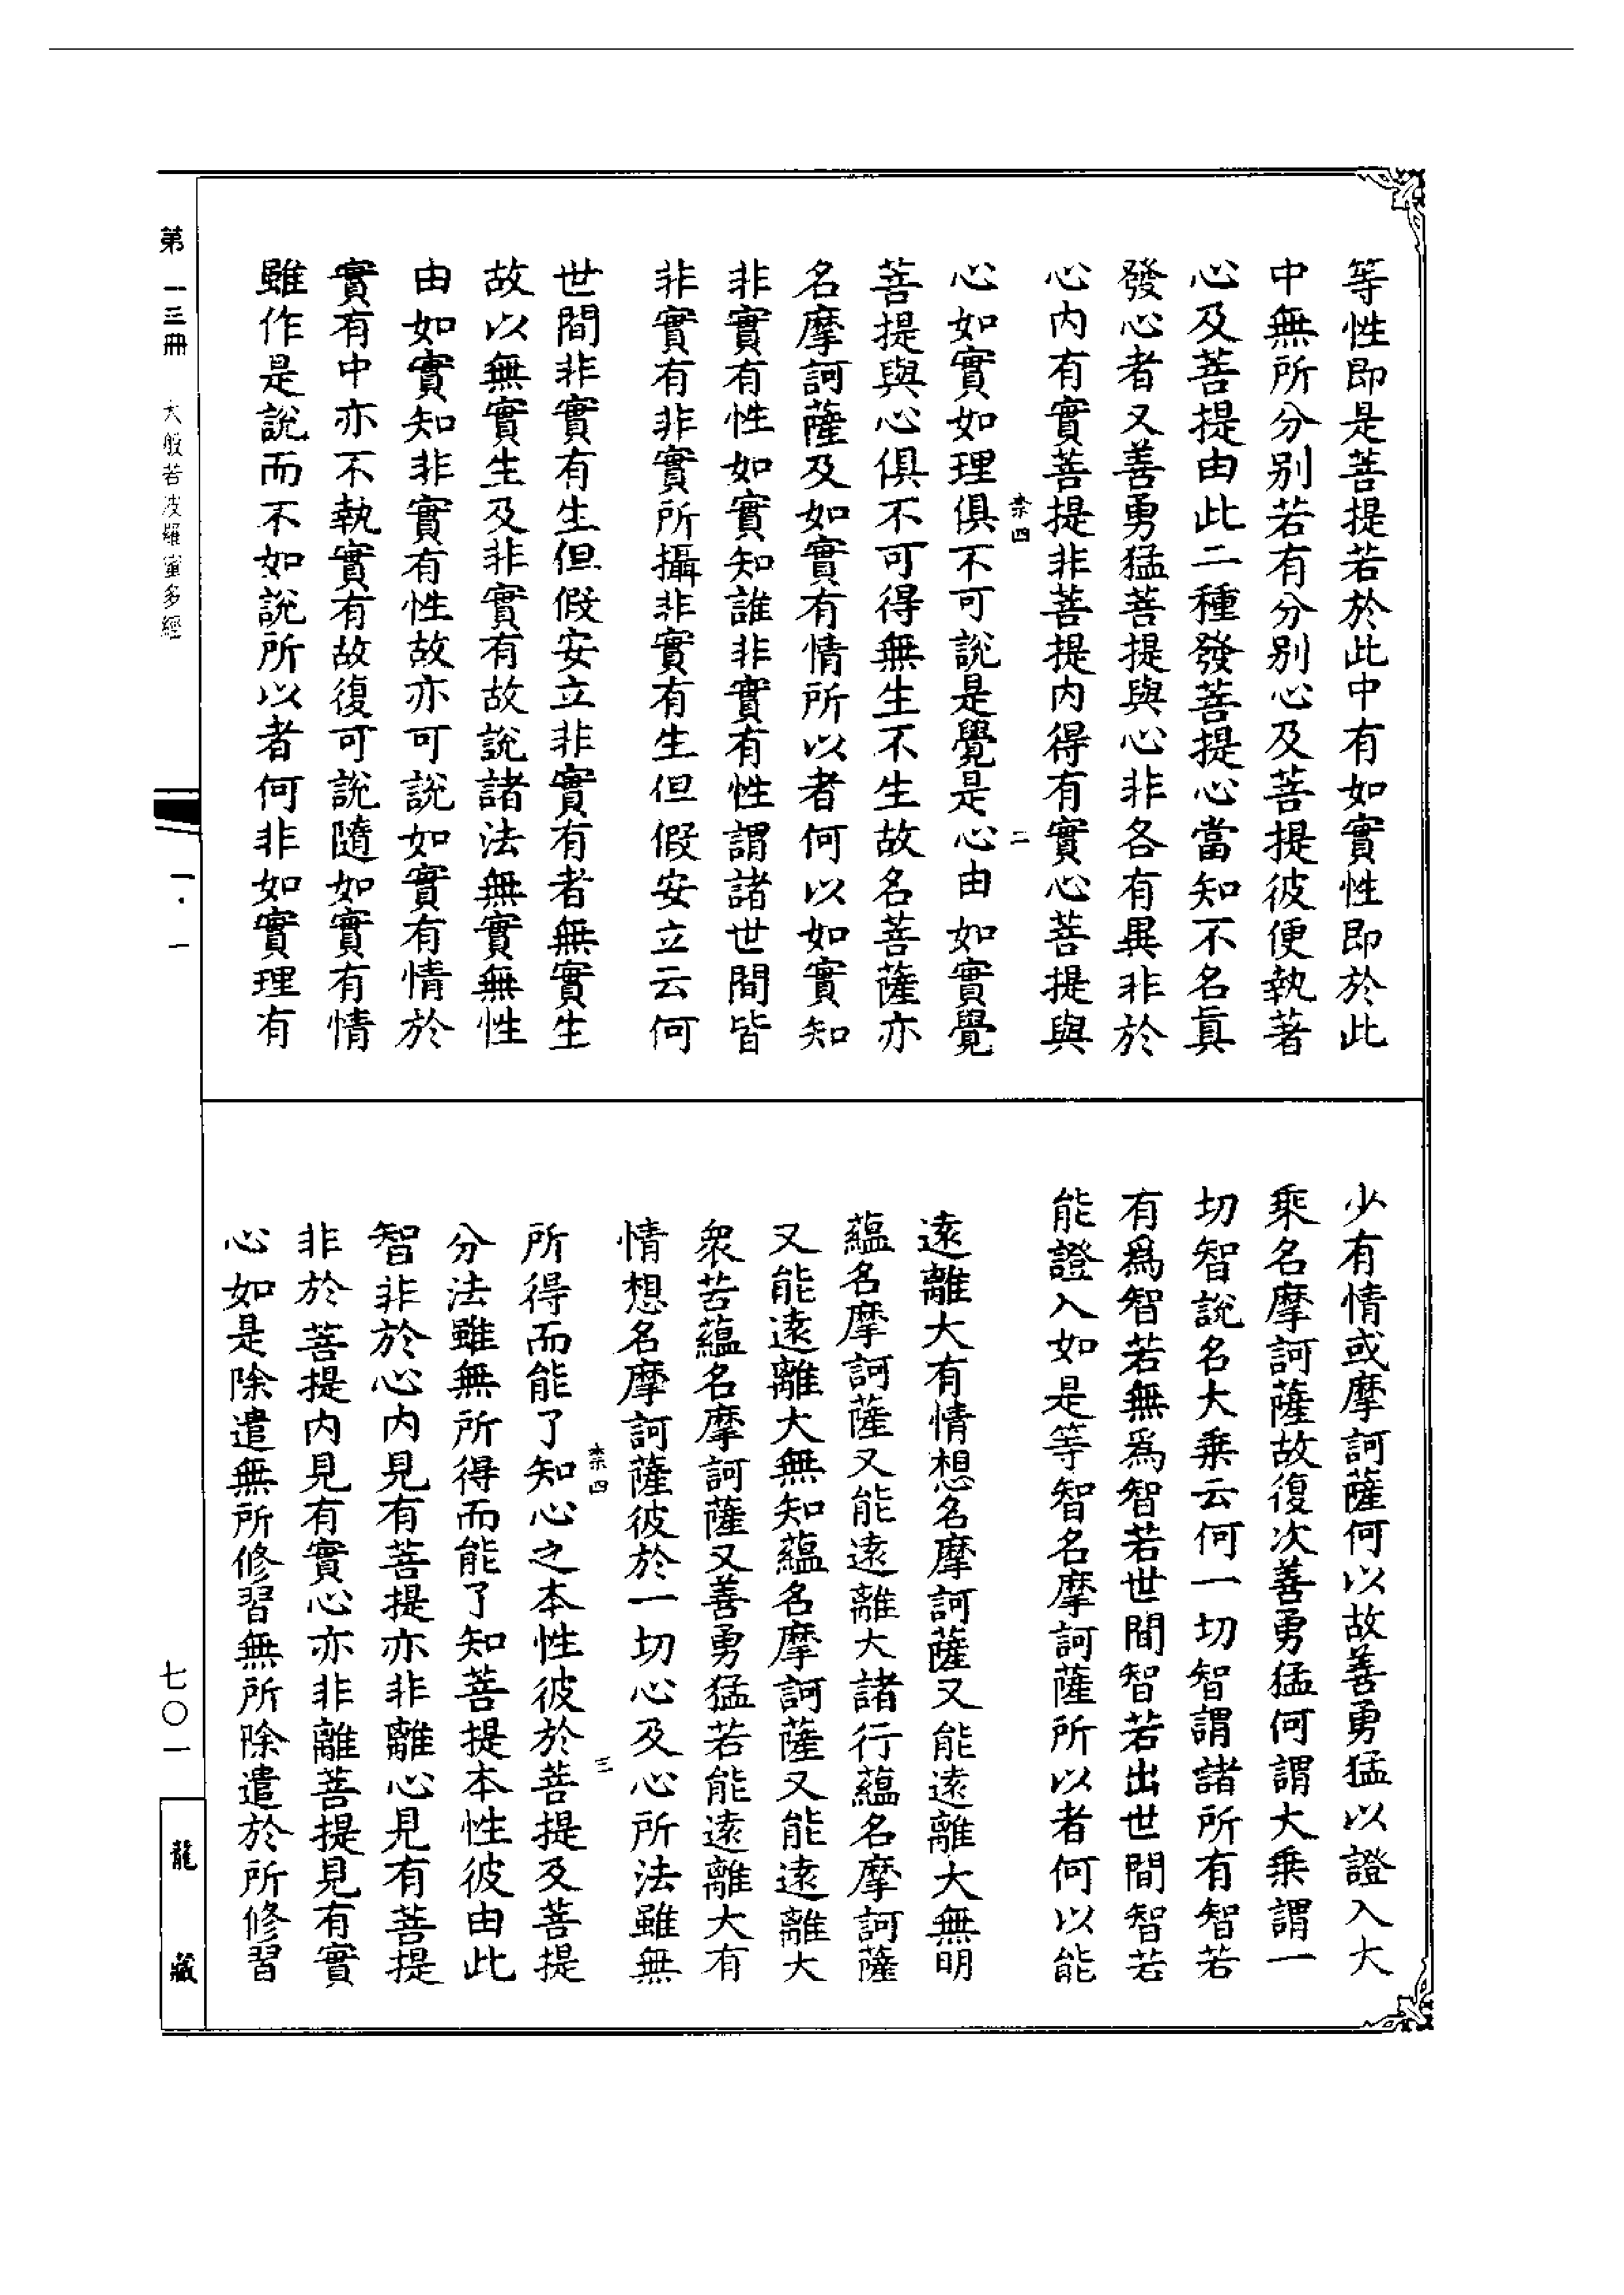 等性即是菩提若於此中有如實性即於此
中無所分別若有分別心及菩提彼便執著
心及菩提由此二種發菩提心當知不名真
發心者又善勇猛菩提與心非各有異非於
心內有實菩提非菩提內得有實心菩提與
柰四
二
心如實如理俱不可說是覺是心由如實覺
菩提與心俱不可得無生不生故名菩薩亦
名摩訶薩及如實有情所以者何以如實知
非實有性如實知誰非實有性謂諸世間皆
非實有非實所攝非實有生但假安立云何
世間非實有生但假安立非實有者無實生
故以無實生及非實有故說諸法無實無性
由如實知非實有性故亦可說如實有情於
實有中亦不執實有故復可說隨如實有情
雖作是說而不如說所以者何非如實理有
少有情或摩訶薩何以故善勇猛以證入大
乘名摩訶薩故復次善勇猛何謂大乘謂一
切智說名大乘云何一切智謂諸所有智若
有爲智若無爲智若世間智若出世間智若
能證入如是等智名摩訶薩所以者何以能
遠離大有情想名摩訶薩又能遠離大無明
蘊名摩訶薩又能遠離大諸行蘊名摩訶薩
又能遠離大無知蘊名摩訶薩又能遠離大
衆苦蘊名摩訶薩又善勇猛若能遠離大有
情想名摩訶薩彼於一切心及心所法雖無
柰四
三
所得而能了知心之本性彼於菩提及菩提
分法雖無所得而能了知菩提本性彼由此
智非於心內見有菩提亦非離心見有菩提
非於菩提內見有實心亦非離菩提見有實
心如是除遣無所修習無所除遣於所修習
第一三冊
大般若波羅蜜多經
一·一
七〇一
龍藏